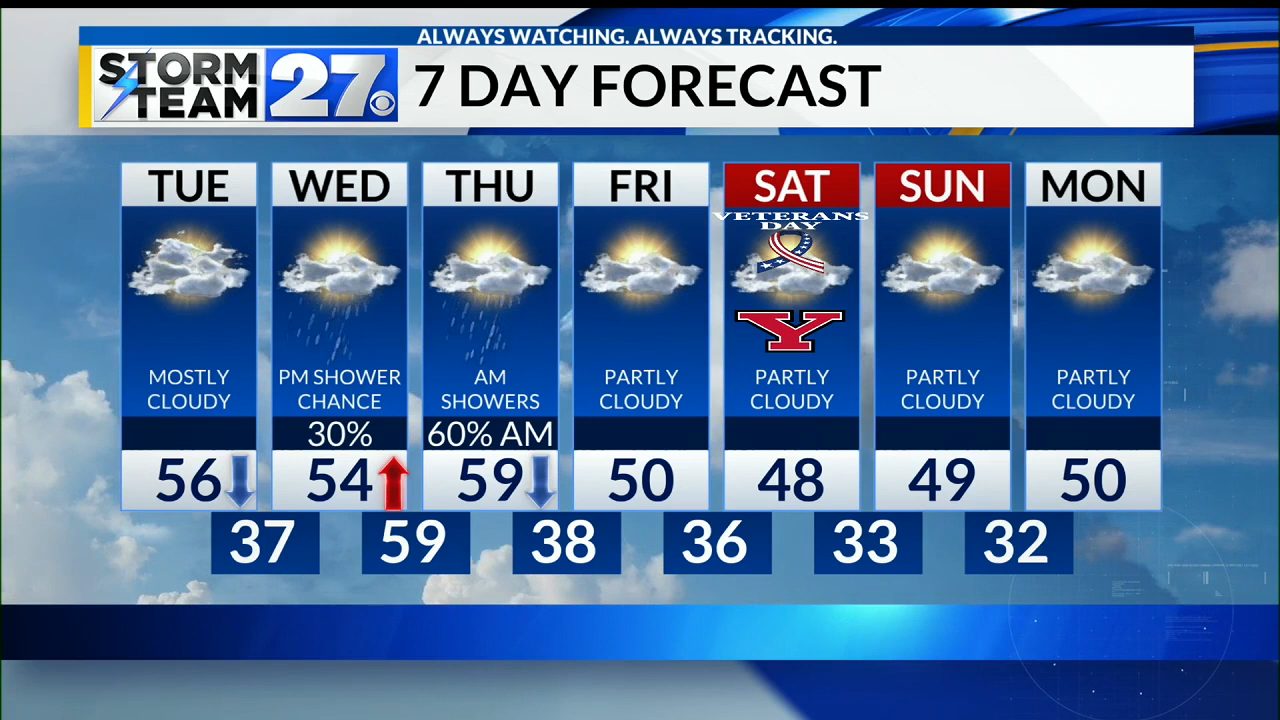 ALWAYS WATCHING. ALWAYS TRACKING.
STORM
TEAM
27
7 DAY FORECAST
TUE WED THU FRI SAT SUN MON
VETERANS
DAY
Y
MOSTLY PM SHOWER AM PARTLY PARTLY PARTLY PARTLY
CLOUDY CHANCE SHOWERS CLOUDY CLOUDY CLOUDY CLOUDY
30% 60% AM
56 54 59 50 48 49 50
37 59 38 36 33 32